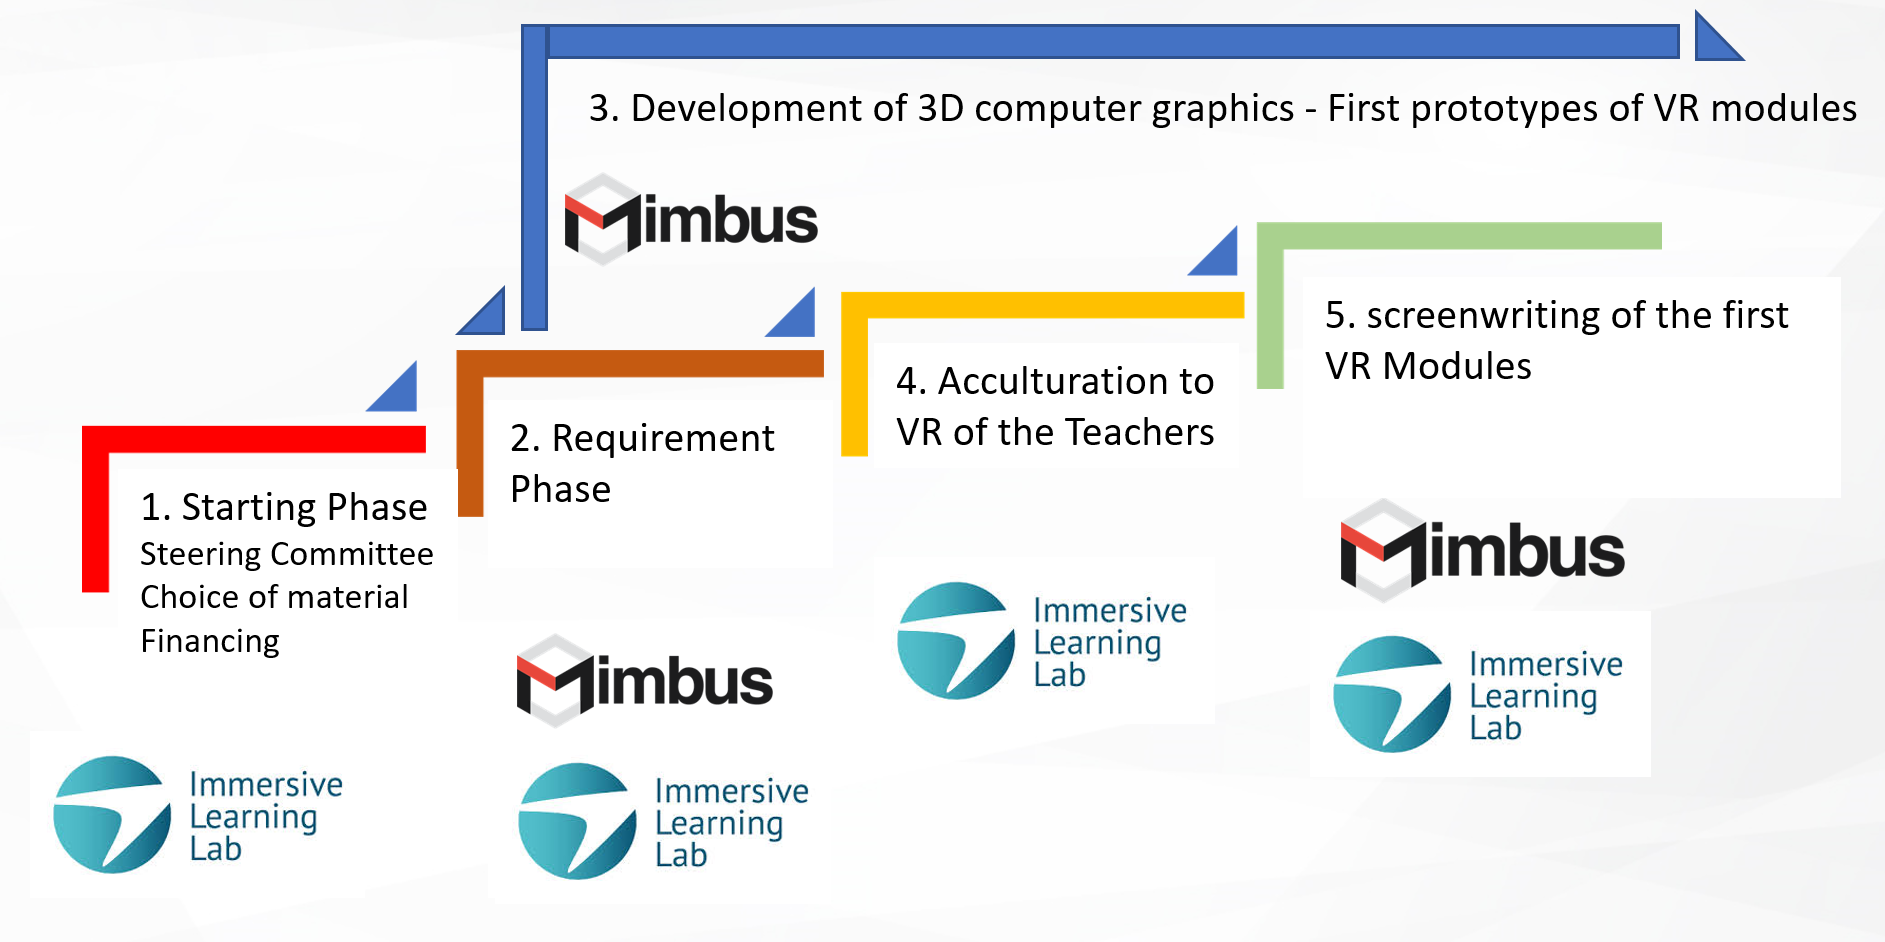 3. Development of 3D computer graphics - First prototypes of VR modules
Mimbus
1. Starting Phase
Steering Committee
Choice of material
Financing
Immersive
Learning
Lab
2. Requirement
Phase
Mimbus
Immersive
Learning
Lab
4. Acculturation to
VR of the Teachers
Immersive
Learning
Lab
5. screenwriting of the first
VR Modules
Mimbus
Immersive
Learning
Lab